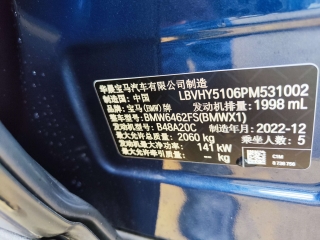 华晨宝马汽车有限公司制造
制造国: 中国 LBVHY5106PM531002
品牌: 宝马(BMW)牌 发动机排量: 1998 mL
整车型号: BMW6462FS(BMWX1)
发动机型号: B48A20C 制造年月: 2022-12
最大允许总质量: 2060 kg 乘坐人数: 5
发动机最大净功率: 141 kW
最大允许牵引质量: -- kg